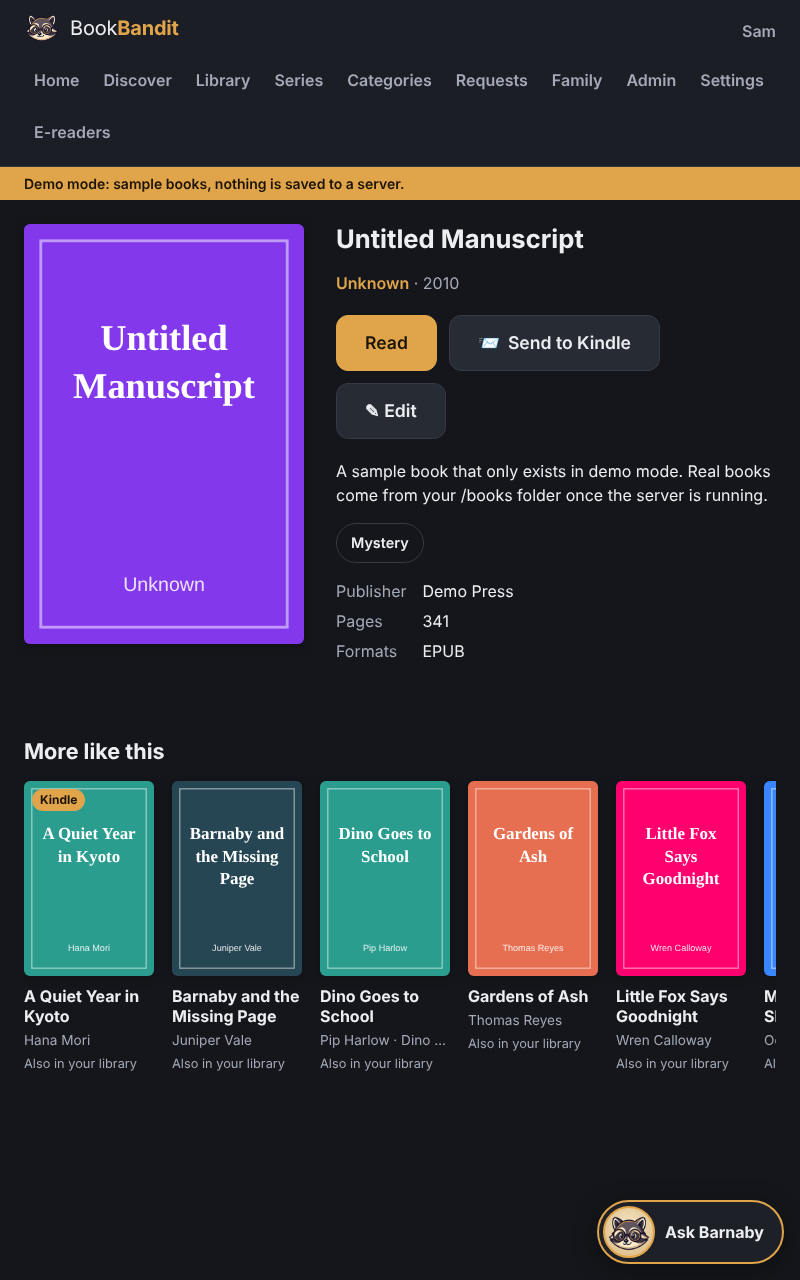 BookBandit
Sam
Home Discover Library Series Categories Requests Family Admin Settings
E-readers
Demo mode: sample books, nothing is saved to a server.
Untitled
Manuscript
Unknown
Untitled Manuscript
Unknown · 2010
Read
📨 Send to Kindle
✎ Edit
A sample book that only exists in demo mode. Real books
come from your /books folder once the server is running.
Mystery
Publisher Demo Press
Pages 341
Formats EPUB
More like this
Kindle
A Quiet Year
in Kyoto
Hana Mori
A Quiet Year in
Kyoto
Hana Mori
Also in your library
Barnaby and
the Missing
Page
Juniper Vale
Barnaby and the
Missing Page
Juniper Vale
Also in your library
Dino Goes to
School
Pip Harlow
Dino Goes to
School
Pip Harlow · Dino ...
Also in your library
Gardens of
Ash
Thomas Reyes
Gardens of Ash
Thomas Reyes
Also in your library
Little Fox
Says
Goodnight
Wren Calloway
Little Fox Says
Goodnight
Wren Calloway
Also in your library
Ask Barnaby